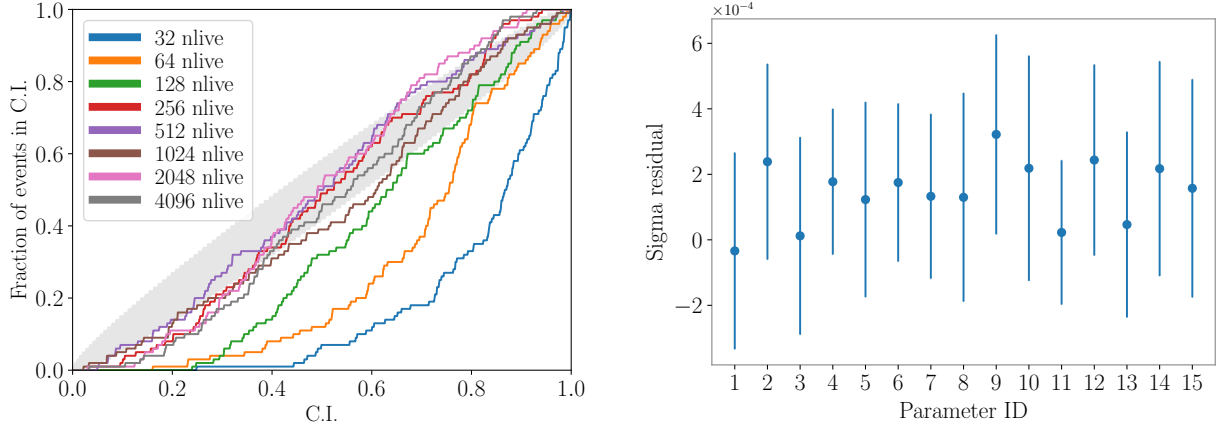 1.0
0.8
0.6
0.4
0.2
0.0
Fraction of events in C.I.
32 nlive
64 nlive
128 nlive
256 nlive
512 nlive
1024 nlive
2048 nlive
4096 nlive
0.0 0.2 0.4 0.6 0.8 1.0
C.I.
×10⁻⁴
6
4
2
0
−2
Sigma residual
1 2 3 4 5 6 7 8 9 10 11 12 13 14 15
Parameter ID